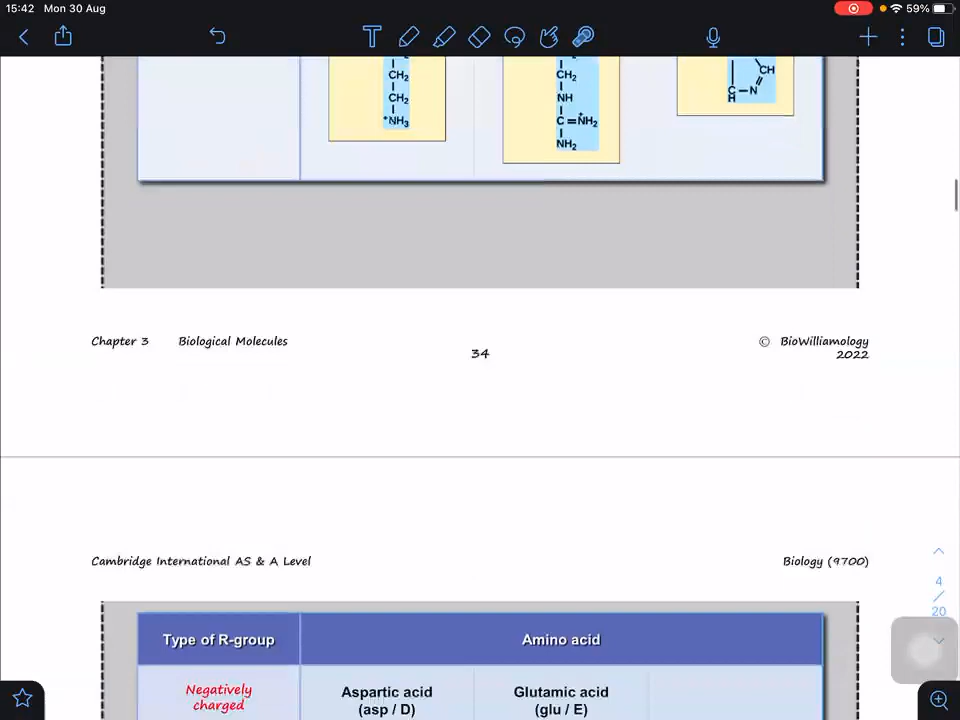 15:42 Mon 30 Aug
59%
CH2
CH2
+NH3
CH2
NH
C=NH2+
NH2
CH
C–N
H
Chapter 3 Biological Molecules
34
© BioWilliamology
2022
Cambridge International AS & A Level
Biology (9700)
4
/
20
Type of R-group
Amino acid
Negatively
charged
Aspartic acid
(asp / D)
Glutamic acid
(glu / E)